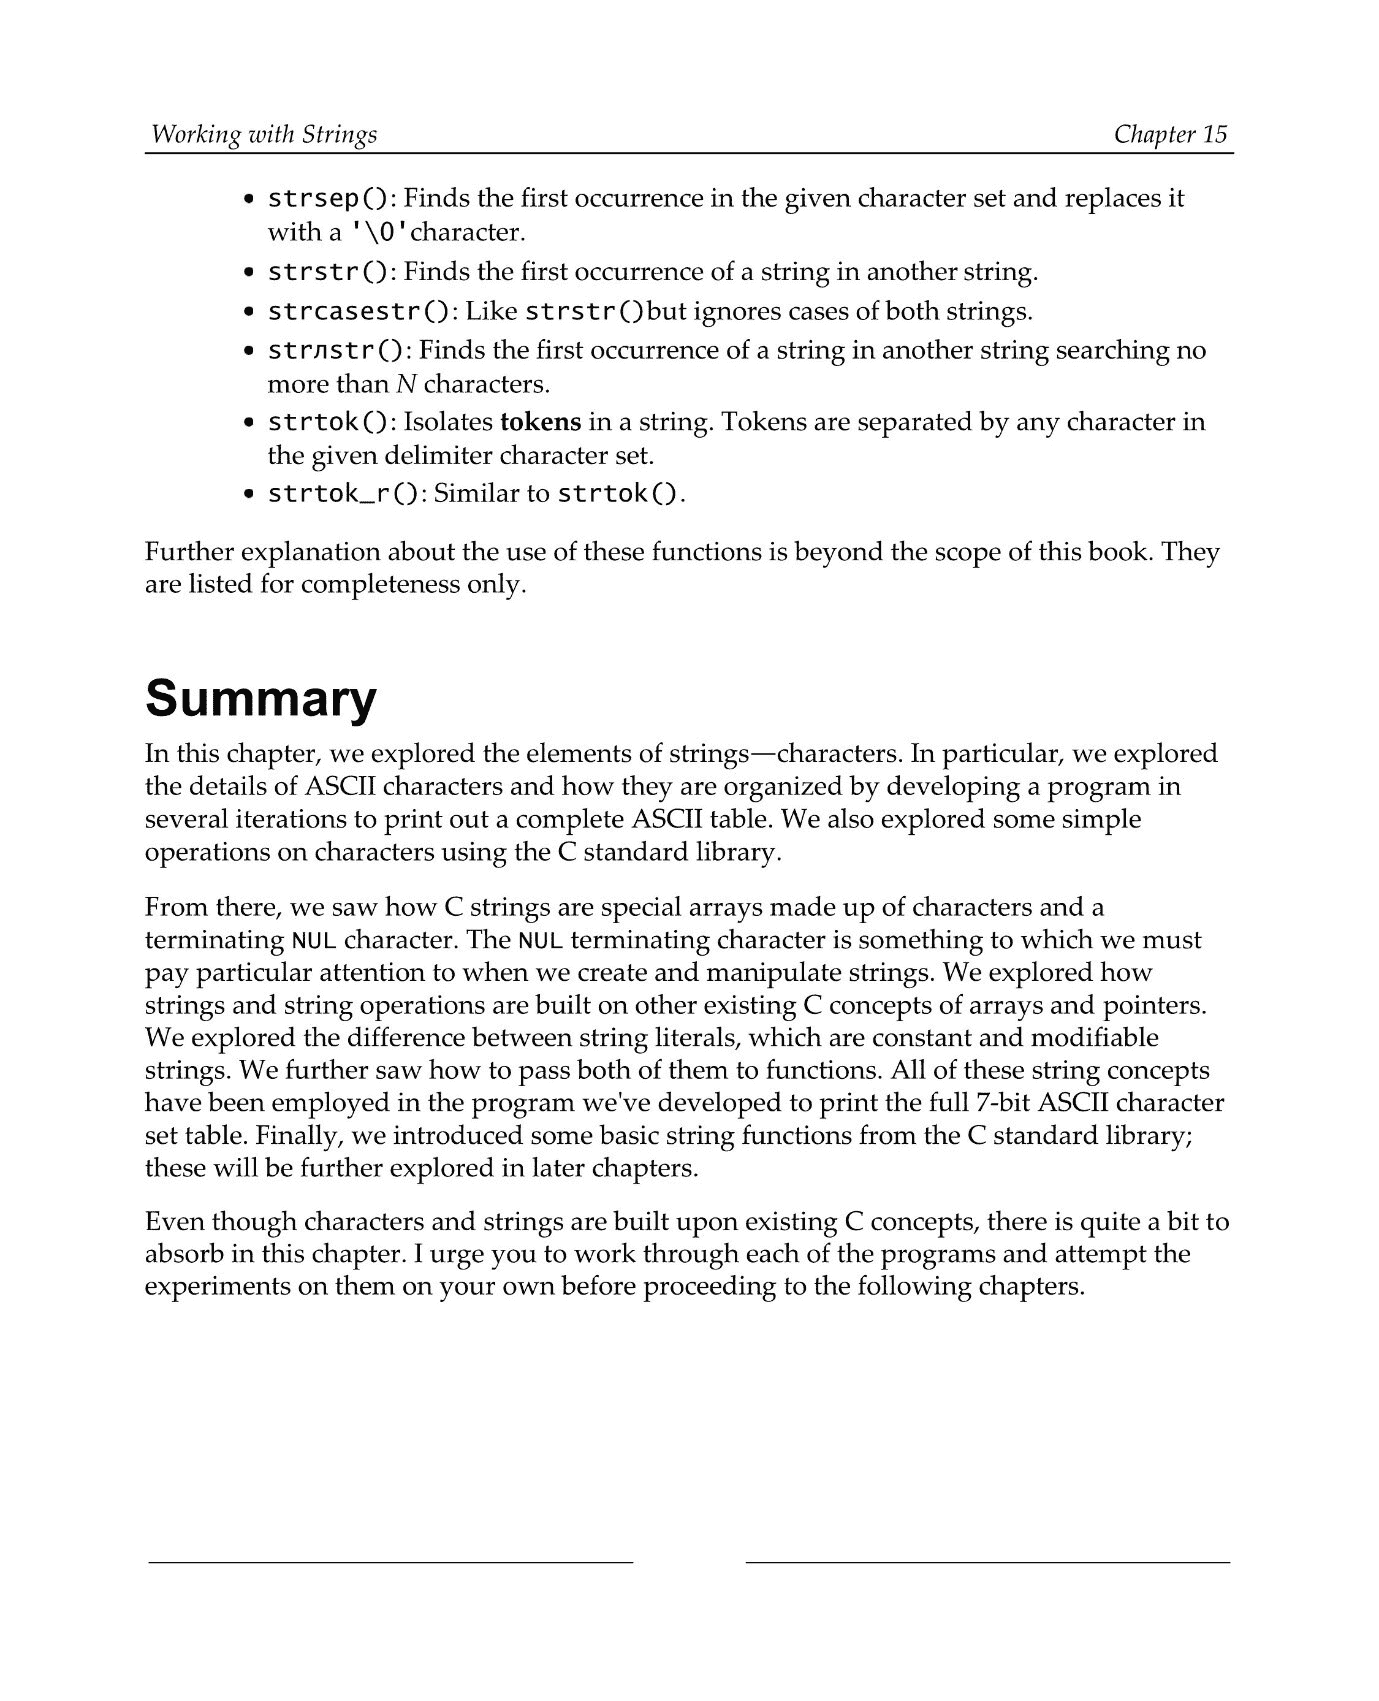 Working with Strings Chapter 15
• strsep(): Finds the first occurrence in the given character set and replaces it
with a '\0'character.
• strstr(): Finds the first occurrence of a string in another string.
• strcasestr(): Like strstr()but ignores cases of both strings.
• strлstr(): Finds the first occurrence of a string in another string searching no
more than N characters.
• strtok(): Isolates tokens in a string. Tokens are separated by any character in
the given delimiter character set.
• strtok_r(): Similar to strtok().
Further explanation about the use of these functions is beyond the scope of this book. They
are listed for completeness only.
Summary
In this chapter, we explored the elements of strings—characters. In particular, we explored
the details of ASCII characters and how they are organized by developing a program in
several iterations to print out a complete ASCII table. We also explored some simple
operations on characters using the C standard library.
From there, we saw how C strings are special arrays made up of characters and a
terminating NUL character. The NUL terminating character is something to which we must
pay particular attention to when we create and manipulate strings. We explored how
strings and string operations are built on other existing C concepts of arrays and pointers.
We explored the difference between string literals, which are constant and modifiable
strings. We further saw how to pass both of them to functions. All of these string concepts
have been employed in the program we've developed to print the full 7-bit ASCII character
set table. Finally, we introduced some basic string functions from the C standard library;
these will be further explored in later chapters.
Even though characters and strings are built upon existing C concepts, there is quite a bit to
absorb in this chapter. I urge you to work through each of the programs and attempt the
experiments on them on your own before proceeding to the following chapters.